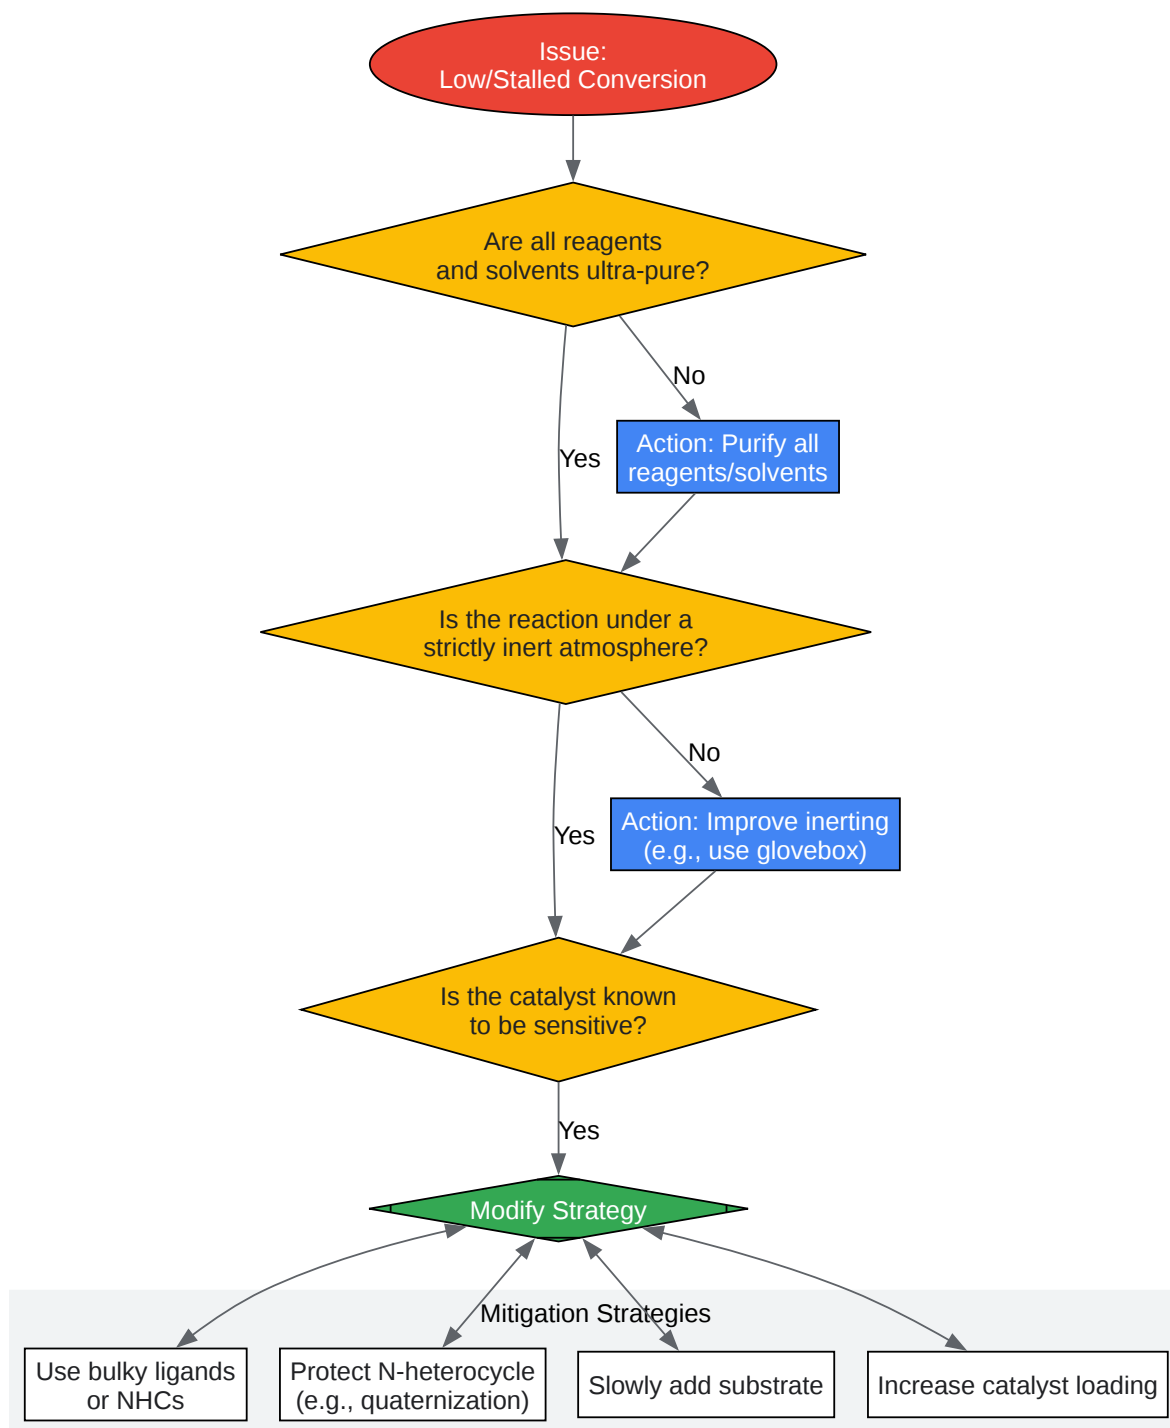 Issue:
Low/Stalled Conversion
Are all reagents
and solvents ultra-pure?
No
Action: Purify all
reagents/solvents
Yes
Is the reaction under a
strictly inert atmosphere?
No
Action: Improve inerting
(e.g., use glovebox)
Yes
Is the catalyst known
to be sensitive?
Yes
Modify Strategy
Mitigation Strategies
Use bulky ligands
or NHCs
Protect N-heterocycle
(e.g., quaternization)
Slowly add substrate
Increase catalyst loading